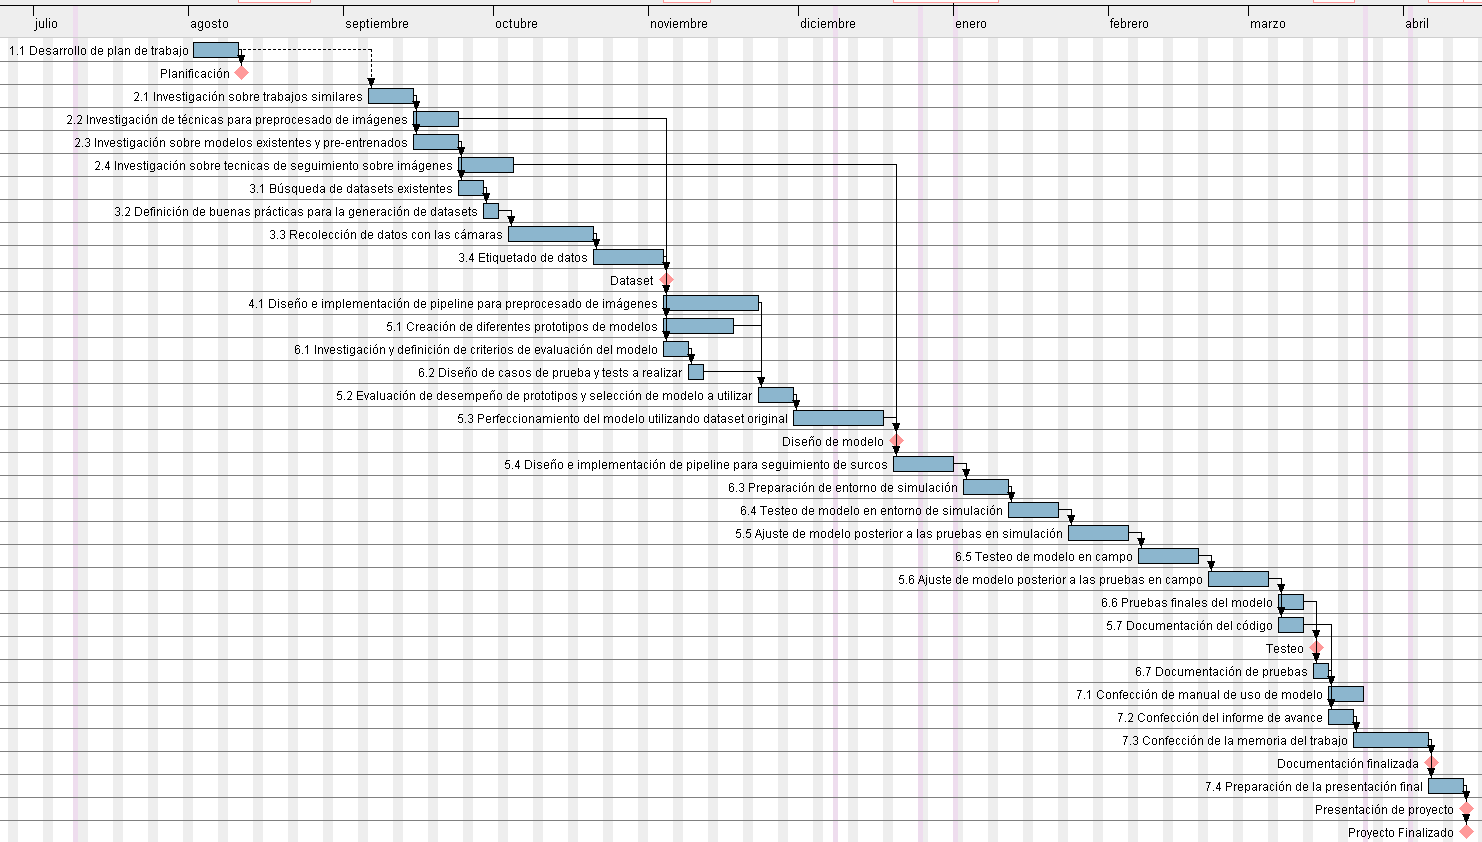 julio agosto septiembre octubre noviembre diciembre enero febrero marzo abril
1.1 Desarrollo de plan de trabajo
Planificación
2.1 Investigación sobre trabajos similares
2.2 Investigación de técnicas para preprocesado de imágenes
2.3 Investigación sobre modelos existentes y pre-entrenados
2.4 Investigación sobre tecnicas de seguimiento sobre imágenes
3.1 Búsqueda de datasets existentes
3.2 Definición de buenas prácticas para la generación de datasets
3.3 Recolección de datos con las cámaras
3.4 Etiquetado de datos
Dataset
4.1 Diseño e implementación de pipeline para preprocesado de imágenes
5.1 Creación de diferentes prototipos de modelos
6.1 Investigación y definición de criterios de evaluación del modelo
6.2 Diseño de casos de prueba y tests a realizar
5.2 Evaluación de desempeño de prototipos y selección de modelo a utilizar
5.3 Perfeccionamiento del modelo utilizando dataset original
Diseño de modelo
5.4 Diseño e implementación de pipeline para seguimiento de surcos
6.3 Preparación de entorno de simulación
6.4 Testeo de modelo en entorno de simulación
5.5 Ajuste de modelo posterior a las pruebas en simulación
6.5 Testeo de modelo en campo
5.6 Ajuste de modelo posterior a las pruebas en campo
6.6 Pruebas finales del modelo
5.7 Documentación del código
Testeo
6.7 Documentación de pruebas
7.1 Confección de manual de uso de modelo
7.2 Confección del informe de avance
7.3 Confección de la memoria del trabajo
Documentación finalizada
7.4 Preparación de la presentación final
Presentación de proyecto
Proyecto Finalizado